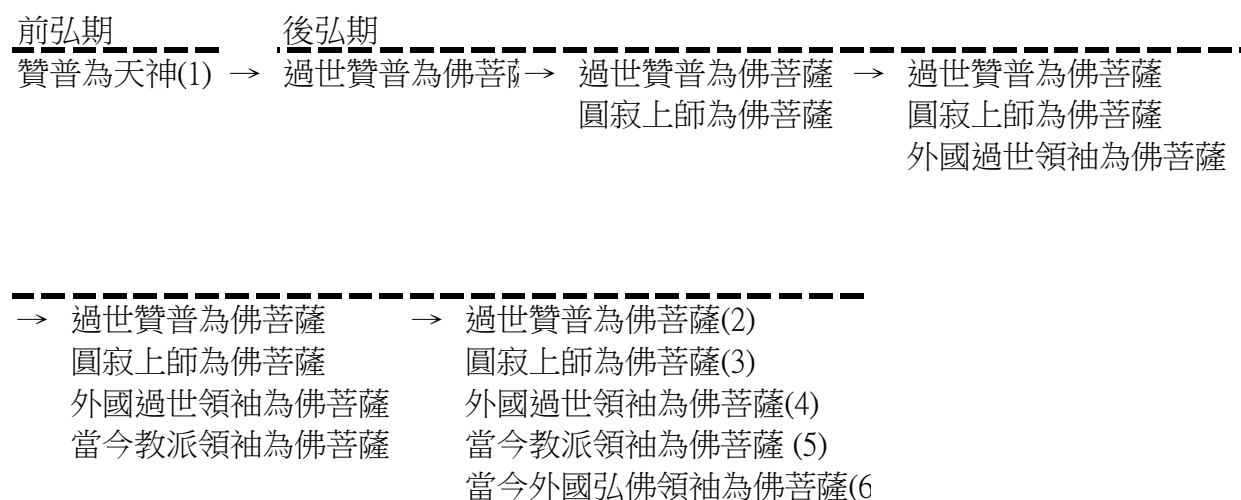 前弘期 後弘期
贊普為天神(1) → 過世贊普為佛菩薩 → 過世贊普為佛菩薩 → 過世贊普為佛菩薩
圓寂上師為佛菩薩 圓寂上師為佛菩薩
外國過世領袖為佛菩薩
→ 過世贊普為佛菩薩 → 過世贊普為佛菩薩(2)
圓寂上師為佛菩薩 圓寂上師為佛菩薩(3)
外國過世領袖為佛菩薩 外國過世領袖為佛菩薩(4)
當今教派領袖為佛菩薩 當今教派領袖為佛菩薩 (5)
當今外國弘佛領袖為佛菩薩(6